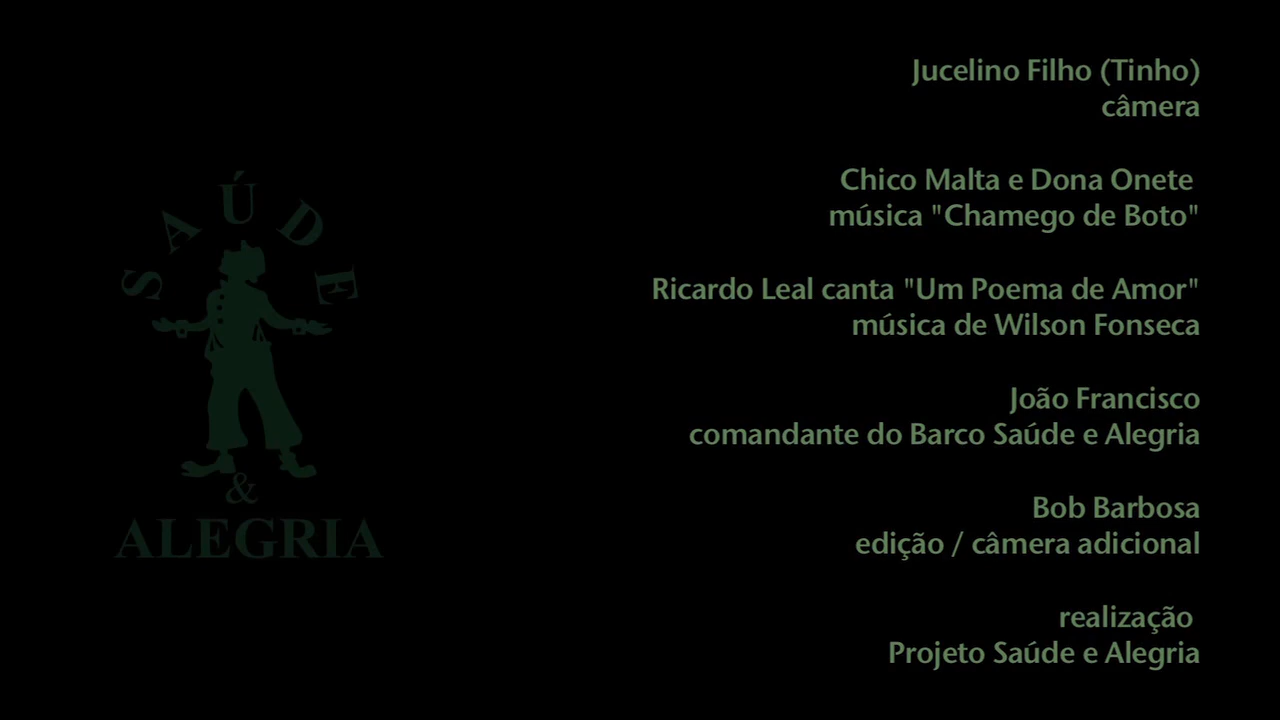 SAÚDE
&
ALEGRIA
Jucelino Filho (Tinho)
câmera
Chico Malta e Dona Onete
música "Chamego de Boto"
Ricardo Leal canta "Um Poema de Amor"
música de Wilson Fonseca
João Francisco
comandante do Barco Saúde e Alegria
Bob Barbosa
edição / câmera adicional
realização
Projeto Saúde e Alegria